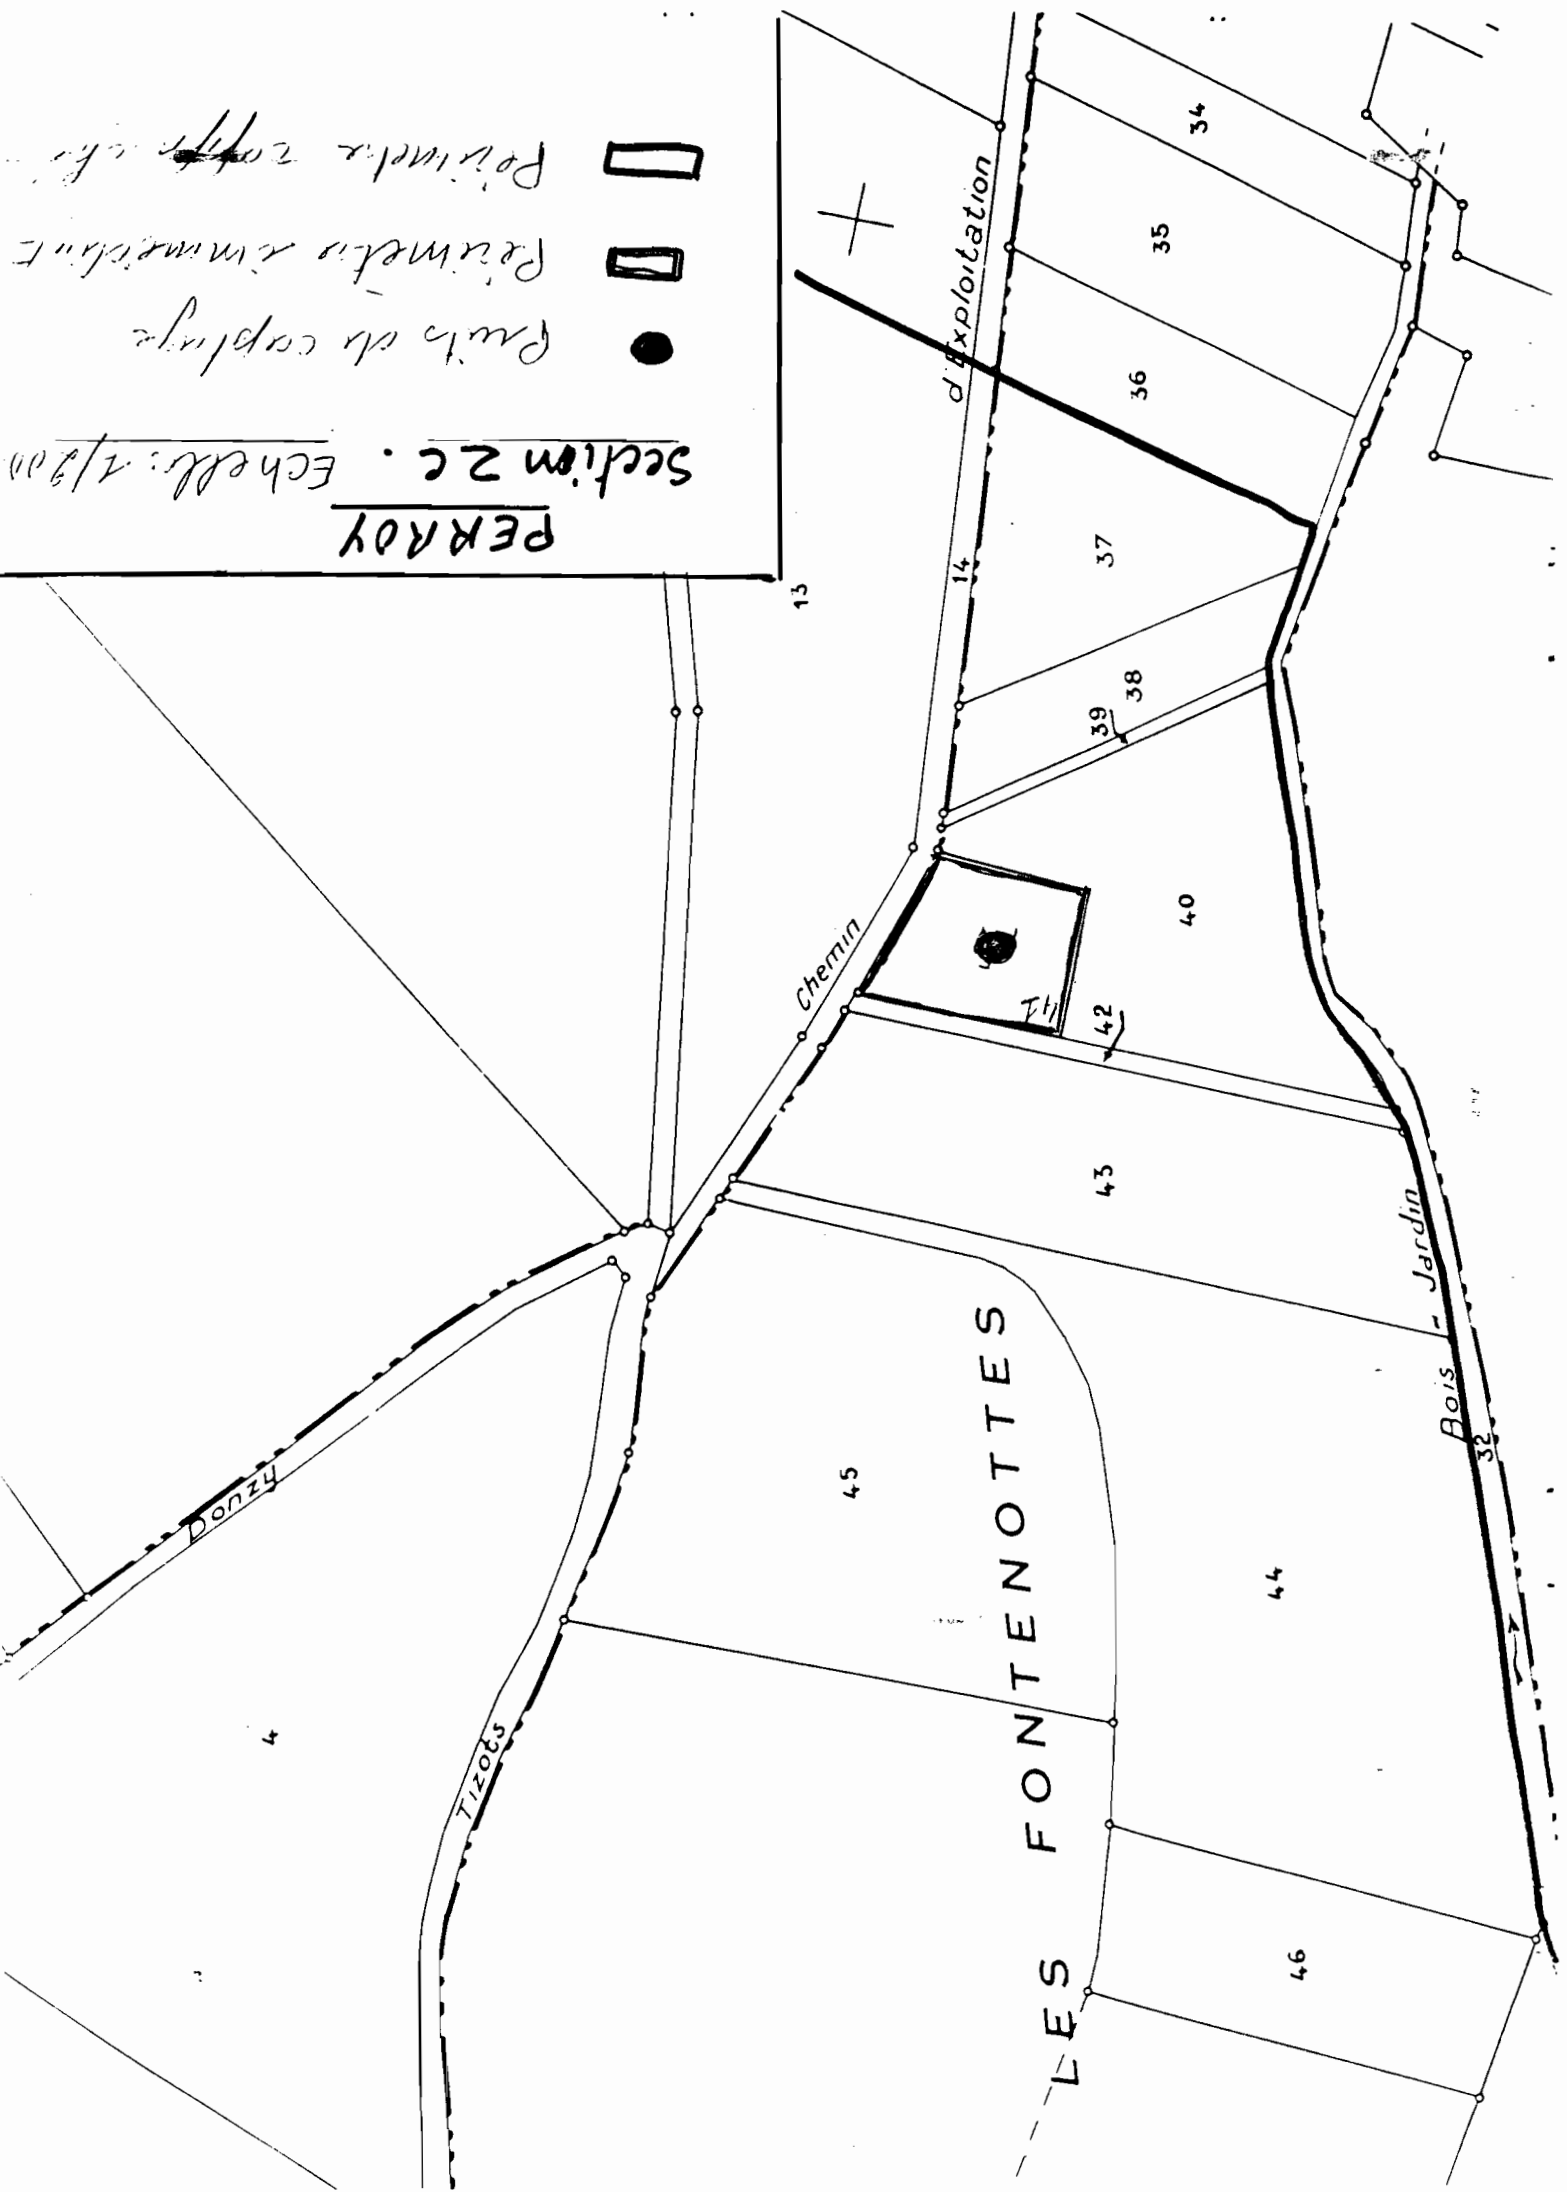 PERROY
Section ZC. Echelle: 1/200
Puits de captage
Périmètre immédiat
Périmètre rapproché
34
35
36
37
38
39
40
41
42
43
44
45
46
4
13
14
32
Chemin
d'Exploitation
Donzy
Tizots
Bois - Jardin
LES FONTENOTTES